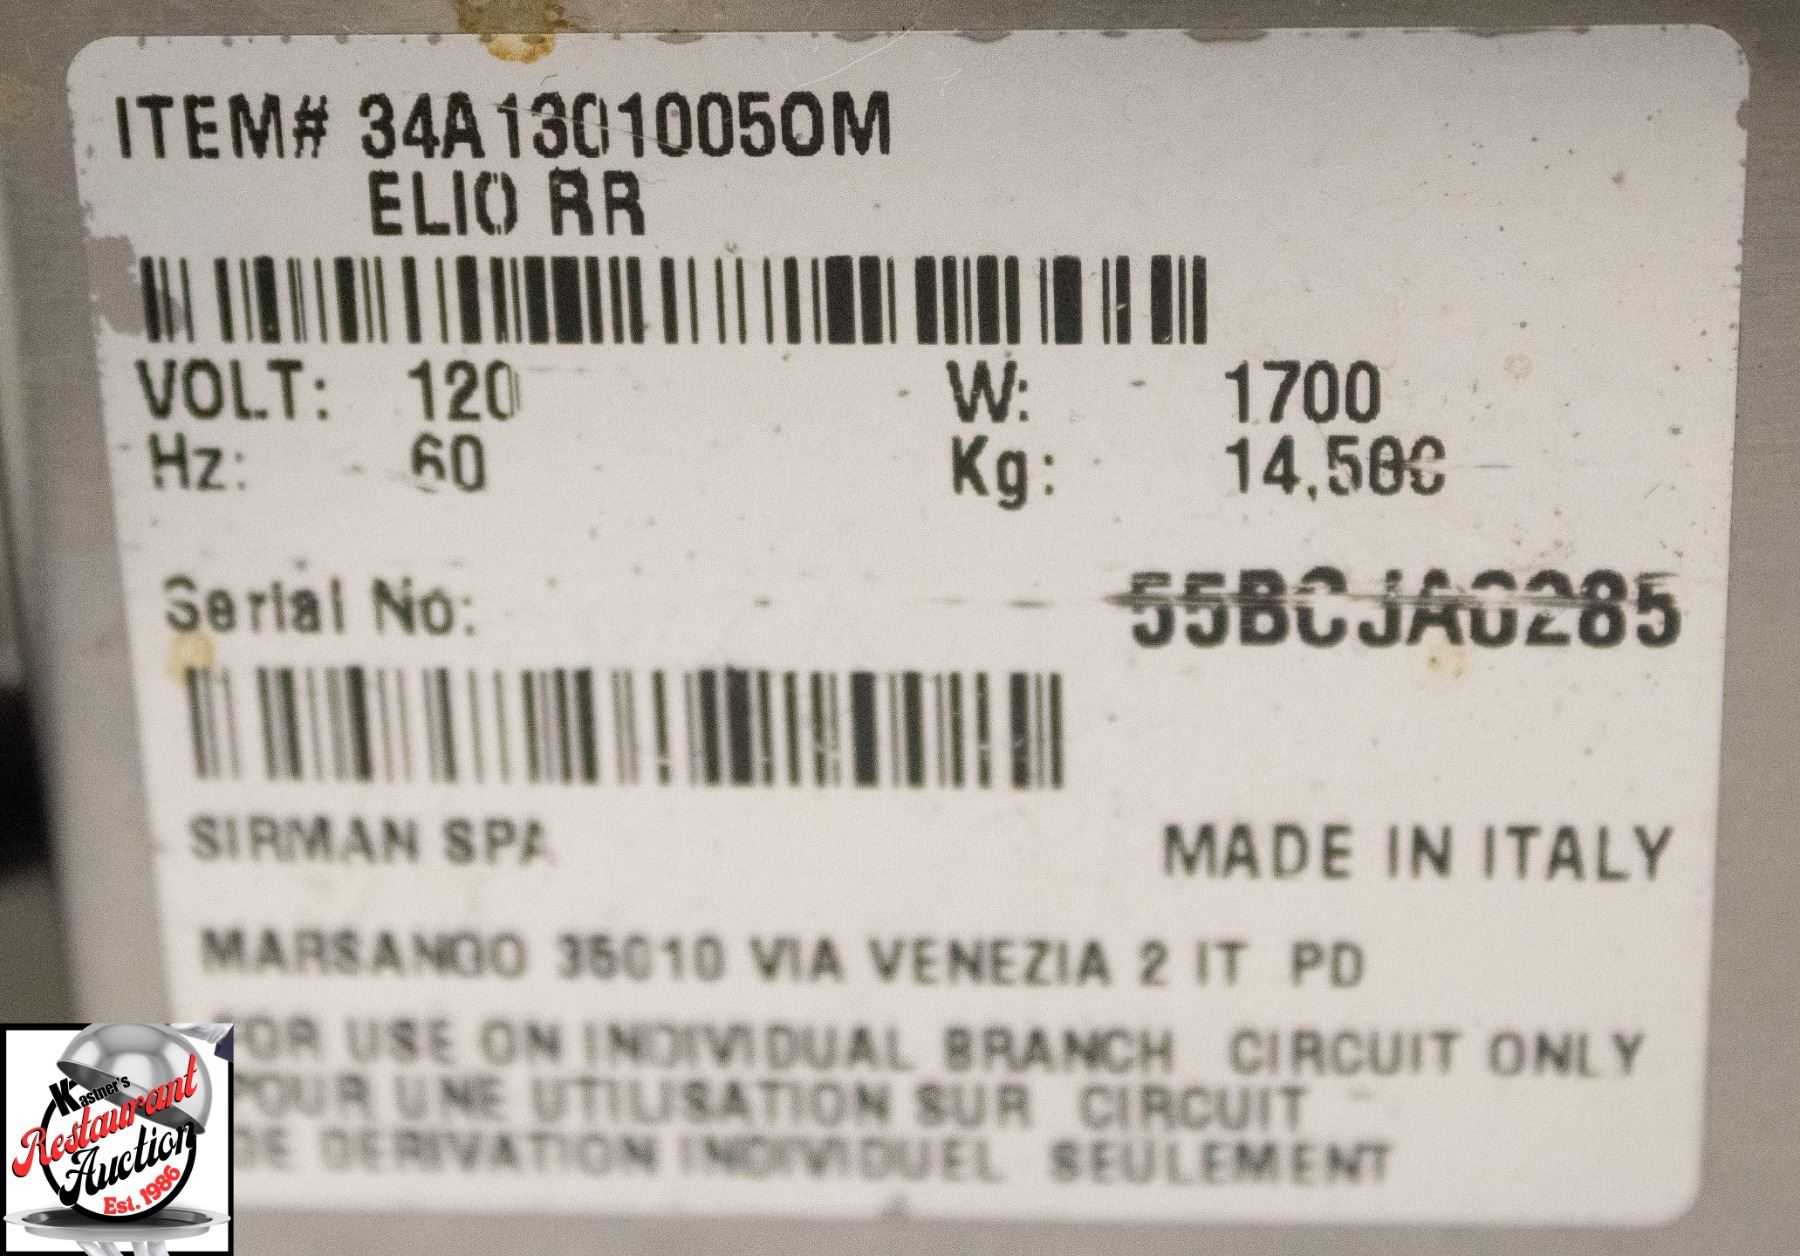 ITEM# 34A13010050M
ELIO RR
VOLT: 120 W: 1700
Hz: 60 Kg: 14,500
Serial No: 55BCJA0285
SIRMAN SPA MADE IN ITALY
MARSANGO 35010 VIA VENEZIA 2 IT PD
FOR USE ON INDIVIDUAL BRANCH CIRCUIT ONLY
POUR UNE UTILISATION SUR CIRCUIT
DE DERIVATION INDIVIDUEL SEULEMENT
Kastner's
Restaurant
Auction
Est. 1986